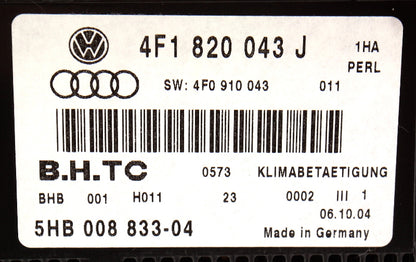 4F1 820 043 J 1HA
PERL
SW: 4F0 910 043 011
B.H.TC 0573 KLIMABETAETIGUNG
BHB 001 H011 23 0002 III 1
06.10.04
5HB 008 833-04 Made in Germany